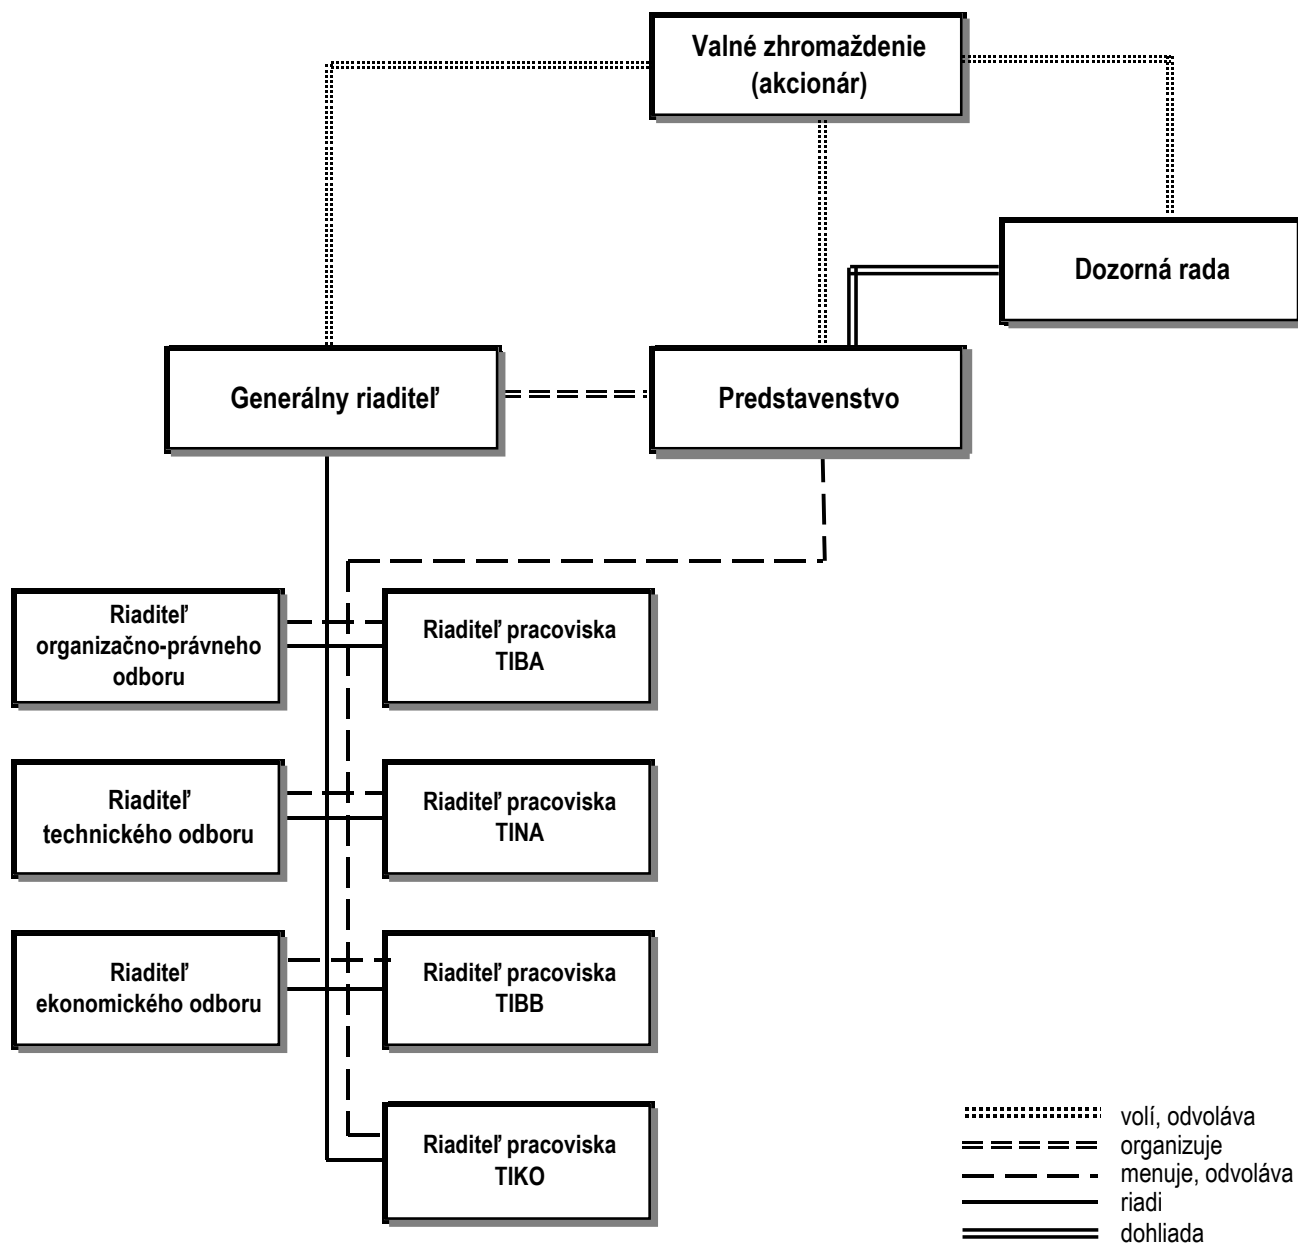 Valné zhromaždenie
(akcionár)
Dozorná rada
Generálny riaditeľ
Predstavenstvo
Riaditeľ
organizačno-právneho
odboru
Riaditeľ pracoviska
TIBA
Riaditeľ
technického odboru
Riaditeľ pracoviska
TINA
Riaditeľ
ekonomického odboru
Riaditeľ pracoviska
TIBB
Riaditeľ pracoviska
TIKO
volí, odvoláva
organizuje
menuje, odvoláva
riadi
dohliada